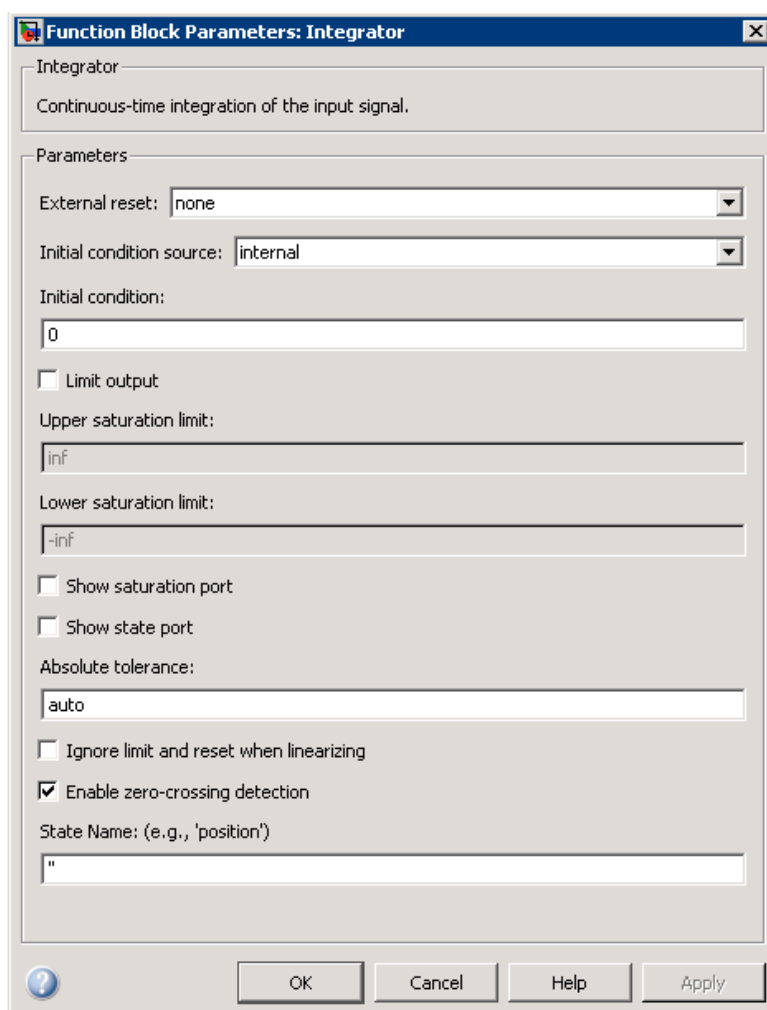 Function Block Parameters: Integrator
Integrator
Continuous-time integration of the input signal.
Parameters
External reset: none
Initial condition source: internal
Initial condition:
0
Limit output
Upper saturation limit:
inf
Lower saturation limit:
-inf
Show saturation port
Show state port
Absolute tolerance:
auto
Ignore limit and reset when linearizing
Enable zero-crossing detection
State Name: (e.g., 'position')
''
OK Cancel Help Apply